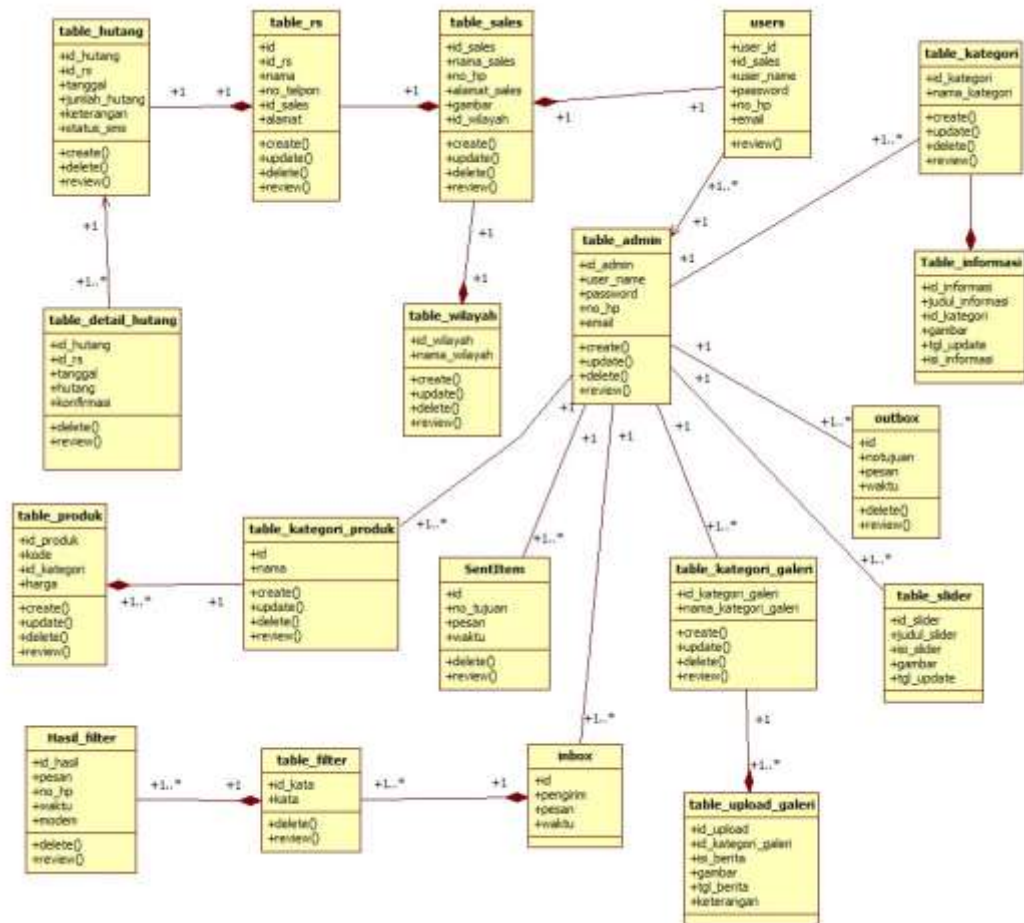 table_hutang
+id_hutang
+id_rs
+tanggal
+jumlah_hutang
+keterangan
+status_sms
+create()
+delete()
+review()
+1
+1
table_rs
+id
+id_rs
+nama
+no_telpon
+id_sales
+alamat
+create()
+update()
+delete()
+review()
+1
table_sales
+id_sales
+nama_sales
+no_hp
+alamat_sales
+gambar
+id_wilayah
+create()
+update()
+delete()
+review()
+1
+1
users
+user_id
+id_sales
+user_name
+password
+no_hp
+email
+review()
+1..*
+1
table_kategori
+id_kategori
+nama_kategori
+create()
+update()
+delete()
+review()
+1..*
+1
Table_informasi
+id_informasi
+judul_informasi
+id_kategori
+gambar
+tgl_update
+isi_informasi
+1
+1..*
table_detail_hutang
+id_hutang
+id_rs
+tanggal
+hutang
+konfirmasi
+delete()
+review()
+1
+1
table_wilayah
+id_wilayah
+nama_wilayah
+create()
+update()
+delete()
+review()
table_admin
+id_admin
+user_name
+password
+no_hp
+email
+create()
+update()
+delete()
+review()
+1
+1
+1
+1
+1
+1
+1..*
outbox
+id
+notujuan
+pesan
+waktu
+delete()
+review()
table_produk
+id_produk
+kode
+id_kategori
+harga
+create()
+update()
+delete()
+review()
+1..*
+1
+1..*
table_kategori_produk
+id
+nama
+create()
+update()
+delete()
+review()
+1..*
SentItem
+id
+no_tujuan
+pesan
+waktu
+delete()
+review()
+1..*
table_kategori_galeri
+id_kategori_galeri
+nama_kategori_galeri
+create()
+update()
+delete()
+review()
+1..*
table_slider
+id_slider
+judul_slider
+isi_slider
+gambar
+tgl_update
Hasil_filter
+id_hasil
+pesan
+no_hp
+waktu
+modem
+delete()
+review()
+1..*
+1
table_filter
+id_kata
+kata
+delete()
+review()
+1..*
+1
+1..*
inbox
+id
+pengirim
+pesan
+waktu
+1
+1..*
table_upload_galeri
+id_upload
+id_kategori_galeri
+isi_berita
+gambar
+tgl_berita
+keterangan